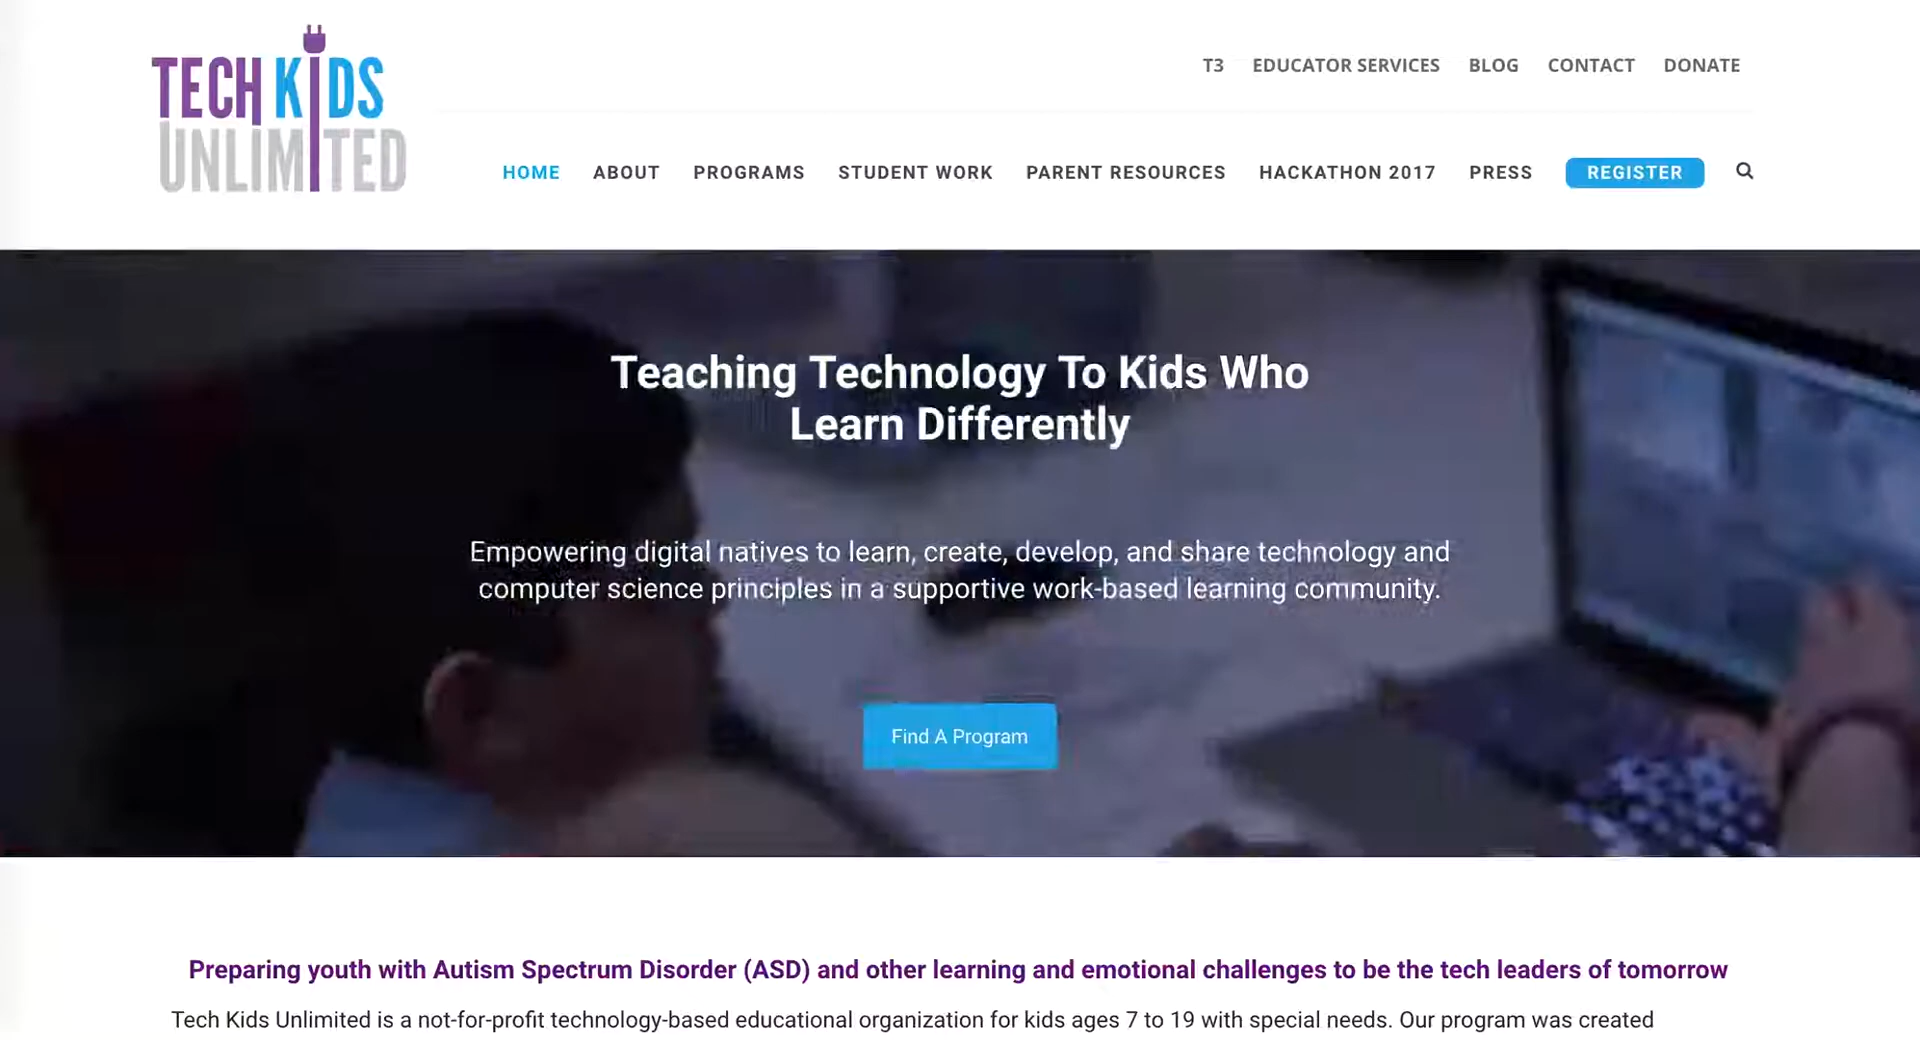 TECH KIDS
UNLIMITED
T3 EDUCATOR SERVICES BLOG CONTACT DONATE
HOME ABOUT PROGRAMS STUDENT WORK PARENT RESOURCES HACKATHON 2017 PRESS REGISTER
Teaching Technology To Kids Who
Learn Differently
Empowering digital natives to learn, create, develop, and share technology and
computer science principles in a supportive work-based learning community.
Find A Program
Preparing youth with Autism Spectrum Disorder (ASD) and other learning and emotional challenges to be the tech leaders of tomorrow
Tech Kids Unlimited is a not-for-profit technology-based educational organization for kids ages 7 to 19 with special needs. Our program was created